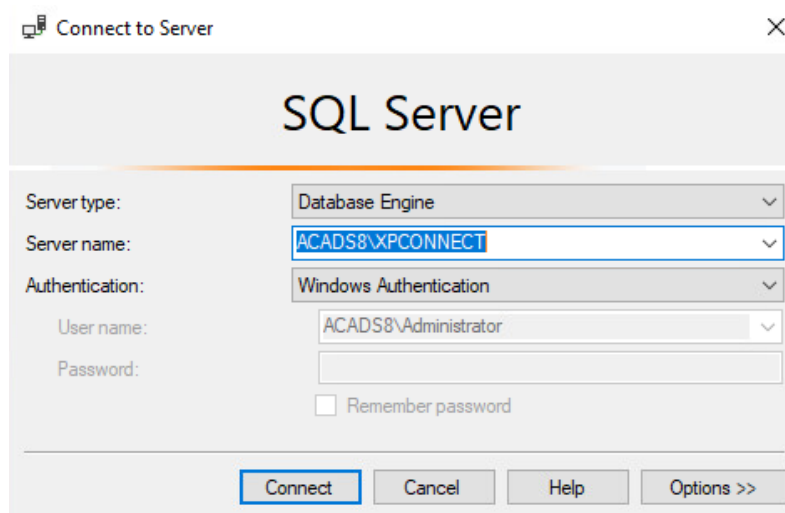 Connect to Server
SQL Server
Server type: Database Engine
Server name: ACADS8\XPCONNECT
Authentication: Windows Authentication
User name: ACADS8\Administrator
Password:
Remember password
Connect Cancel Help Options >>